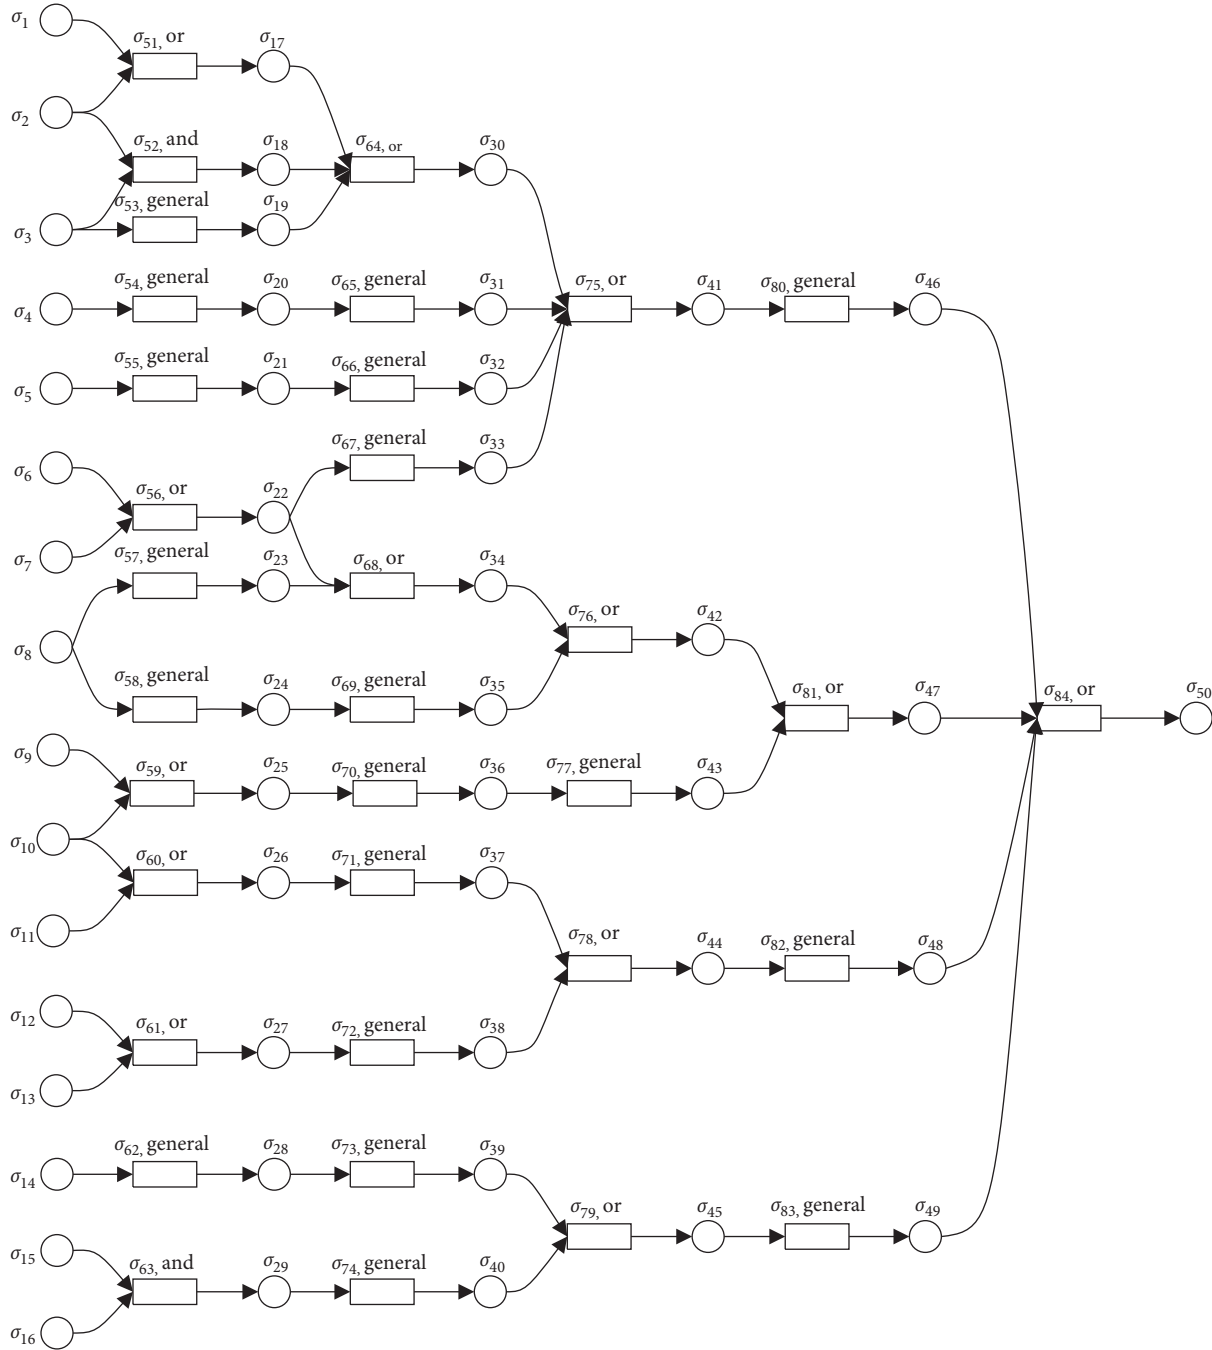 σ1
σ51, or
σ17
σ2
σ52, and
σ18
σ64, or
σ30
σ53, general
σ19
σ3
σ54, general
σ20
σ65, general
σ31
σ75, or
σ41
σ80, general
σ46
σ4
σ55, general
σ21
σ66, general
σ32
σ5
σ67, general
σ33
σ6
σ56, or
σ22
σ7
σ57, general
σ23
σ68, or
σ34
σ76, or
σ42
σ8
σ58, general
σ24
σ69, general
σ35
σ81, or
σ47
σ84, or
σ50
σ9
σ59, or
σ25
σ70, general
σ36
σ77, general
σ43
σ10
σ60, or
σ26
σ71, general
σ37
σ11
σ78, or
σ44
σ82, general
σ48
σ12
σ61, or
σ27
σ72, general
σ38
σ13
σ62, general
σ28
σ73, general
σ39
σ14
σ79, or
σ45
σ83, general
σ49
σ15
σ63, and
σ29
σ74, general
σ40
σ16